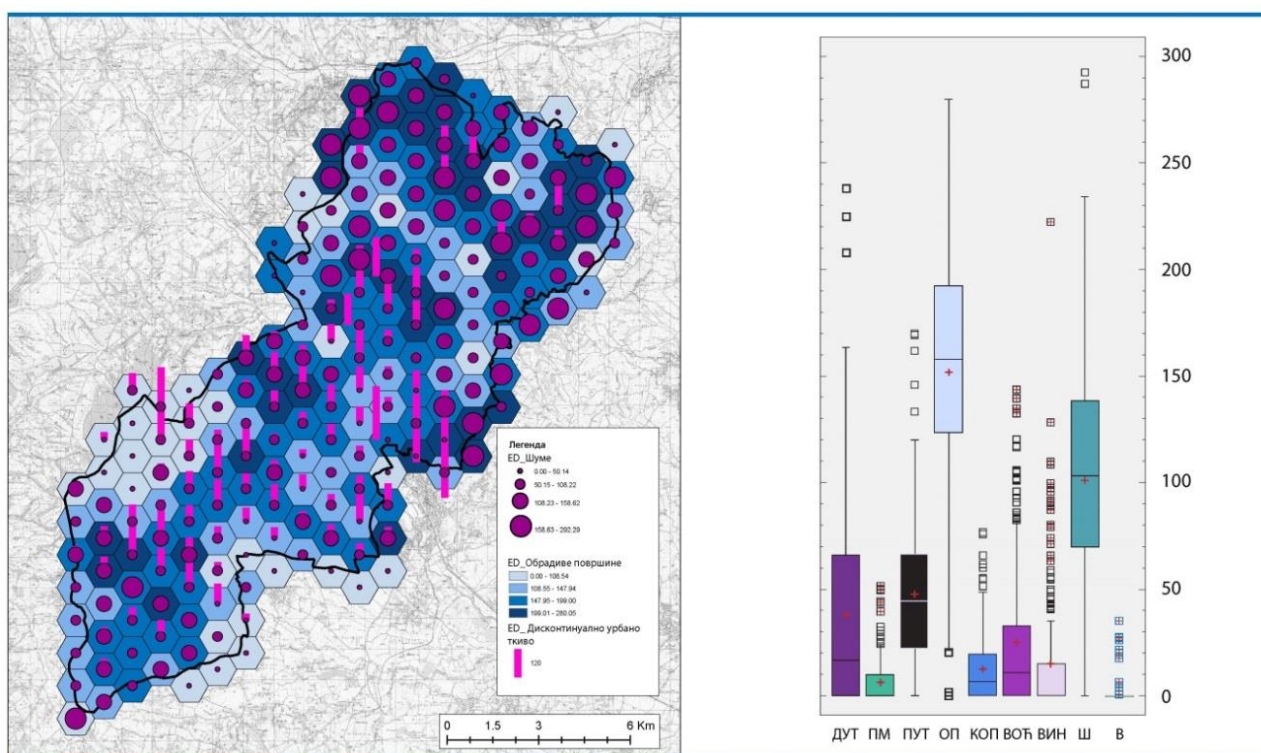 Легенда
ED_Шуме
0.00 - 50.14
50.15 - 108.22
108.23 - 158.62
158.63 - 292.29
ED_Обрадиве површине
0.00 - 108.54
108.55 - 147.94
147.95 - 199.00
199.01 - 280.05
ED_ Дисконтинуално урбано
ткиво
120
0 1.5 3 6 Km
300
250
200
150
100
50
0
ДУТ ПМ ПУТ ОП КОП ВОЋ ВИН Ш В